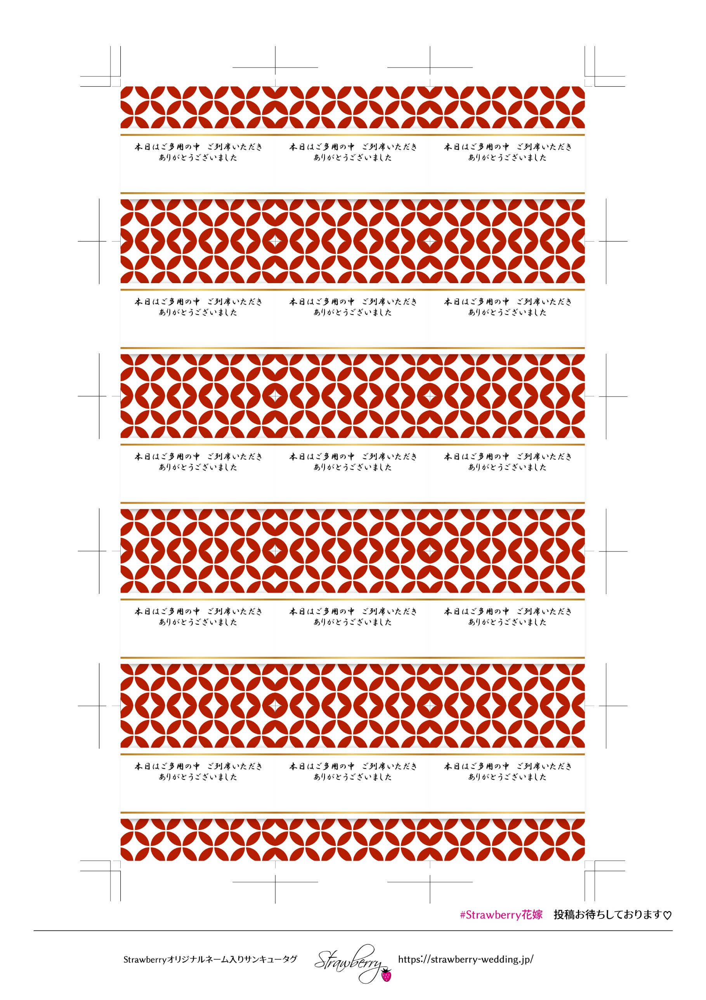 本日はご多用の中　ご列席いただき
ありがとうございました
本日はご多用の中　ご列席いただき
ありがとうございました
本日はご多用の中　ご列席いただき
ありがとうございました
本日はご多用の中　ご列席いただき
ありがとうございました
本日はご多用の中　ご列席いただき
ありがとうございました
本日はご多用の中　ご列席いただき
ありがとうございました
本日はご多用の中　ご列席いただき
ありがとうございました
本日はご多用の中　ご列席いただき
ありがとうございました
本日はご多用の中　ご列席いただき
ありがとうございました
本日はご多用の中　ご列席いただき
ありがとうございました
本日はご多用の中　ご列席いただき
ありがとうございました
本日はご多用の中　ご列席いただき
ありがとうございました
本日はご多用の中　ご列席いただき
ありがとうございました
本日はご多用の中　ご列席いただき
ありがとうございました
本日はご多用の中　ご列席いただき
ありがとうございました
#Strawberry花嫁　投稿お待ちしております♡
Strawberryオリジナルネーム入りサンキュータグ
Strawberry
https://strawberry-wedding.jp/